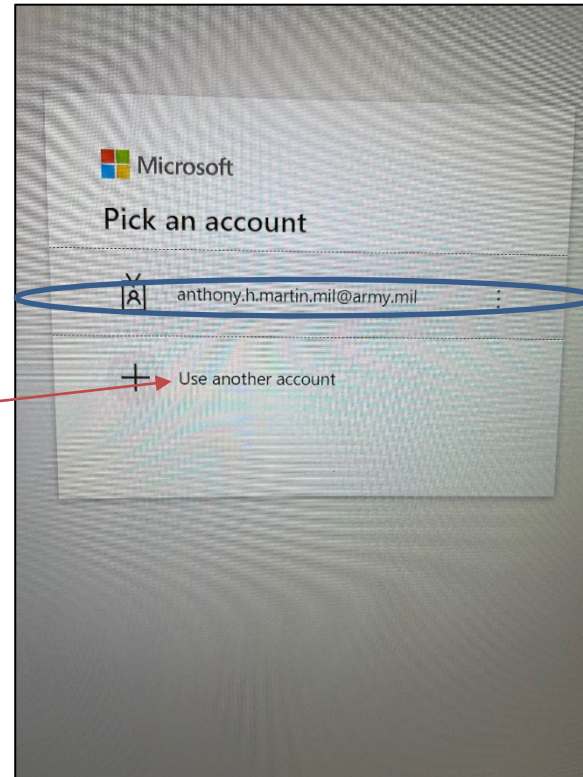 Microsoft
Pick an account
anthony.h.martin.mil@army.mil
Use another account